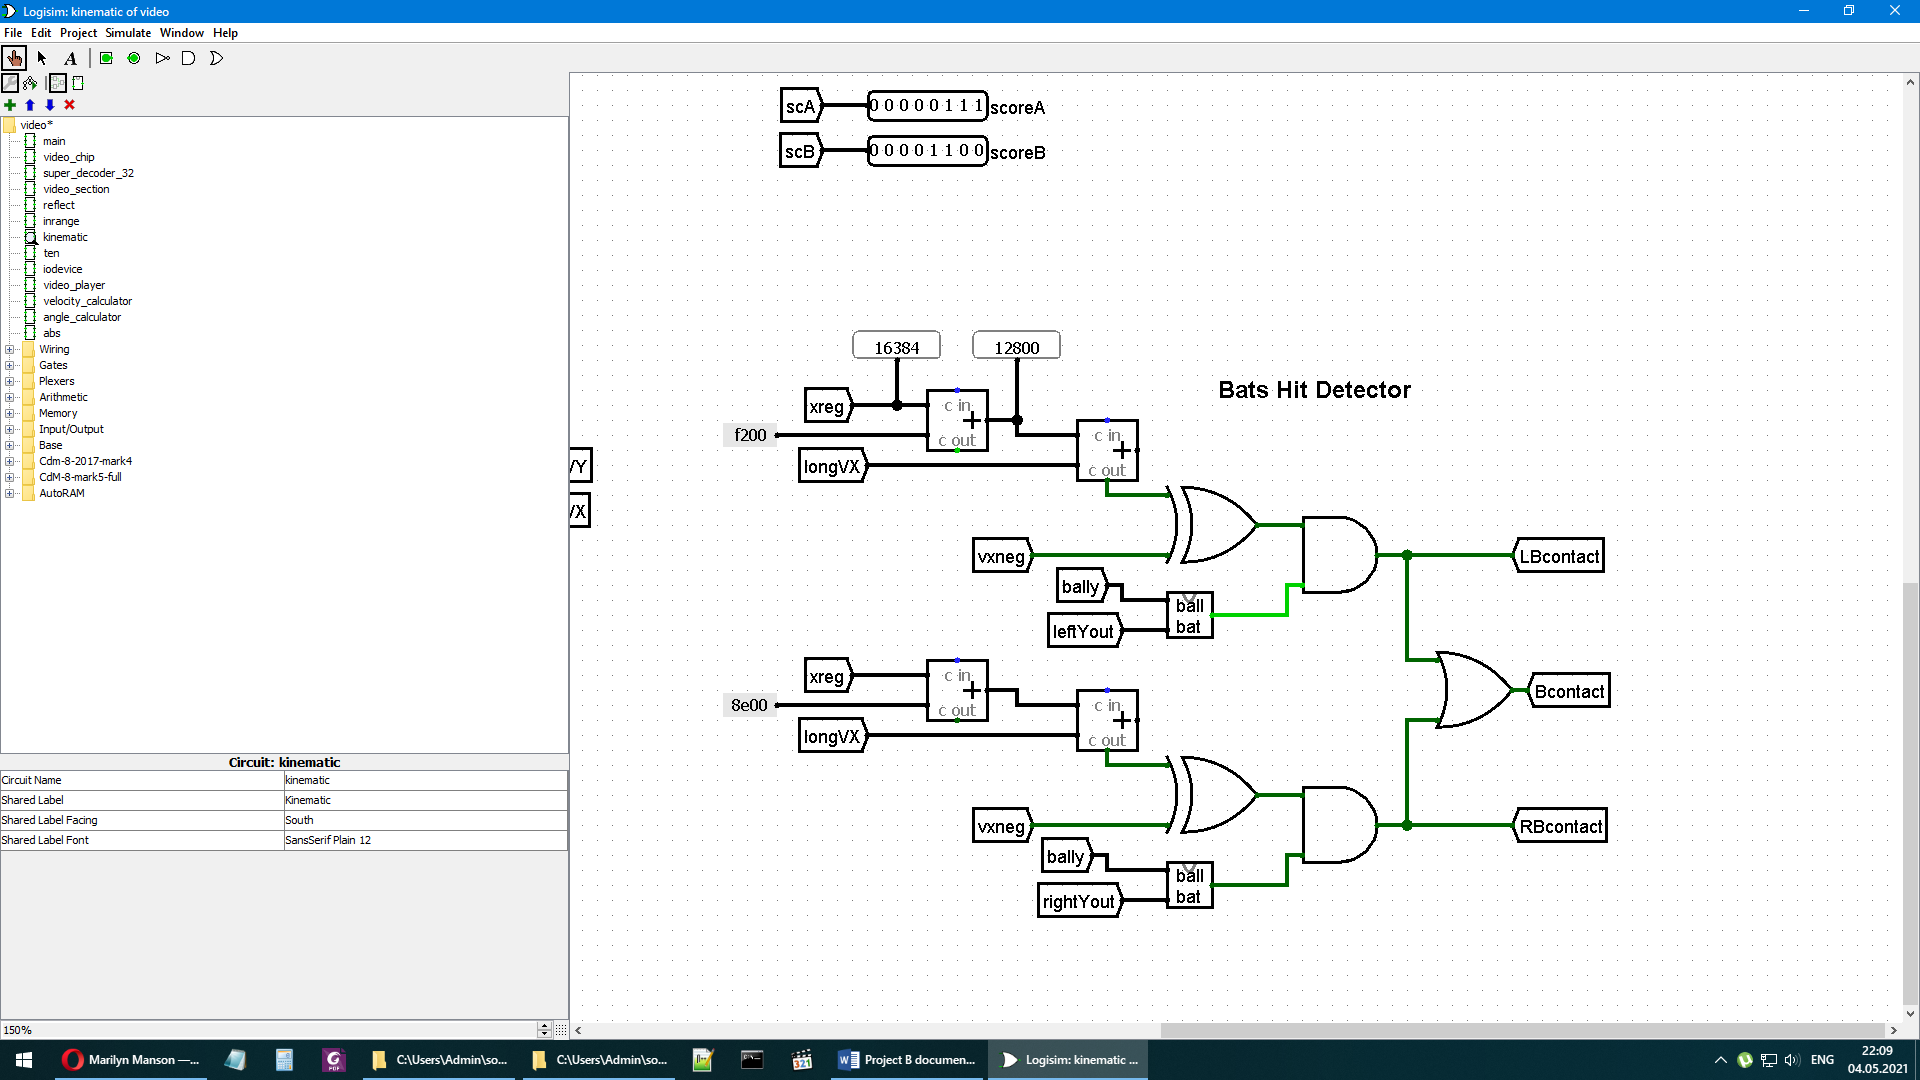 Logisim: kinematic of video
File Edit Project Simulate Window Help
A
video*
main
video_chip
super_decoder_32
video_section
reflect
inrange
kinematic
ten
iodevice
video_player
velocity_calculator
angle_calculator
abs
Wiring
Gates
Plexers
Arithmetic
Memory
Input/Output
Base
Cdm-8-2017-mark4
CdM-8-mark5-full
AutoRAM
Circuit: kinematic
Circuit Name kinematic
Shared Label Kinematic
Shared Label Facing South
Shared Label Font SansSerif Plain 12
150%
scA 0 0 0 0 0 1 1 1 scoreA
scB 0 0 0 0 1 1 0 0 scoreB
16384 12800
Bats Hit Detector
xreg c in
f200 c out c in
longVX c out
VY
VX
vxneg LBcontact
bally ball
leftYout bat
xreg c in
8e00 c out c in
longVX c out
Bcontact
vxneg RBcontact
bally ball
rightYout bat
Marilyn Manson —... C:\Users\Admin\so... C:\Users\Admin\so... 321 Project B documen... Logisim: kinematic ... ENG 22:09
04.05.2021